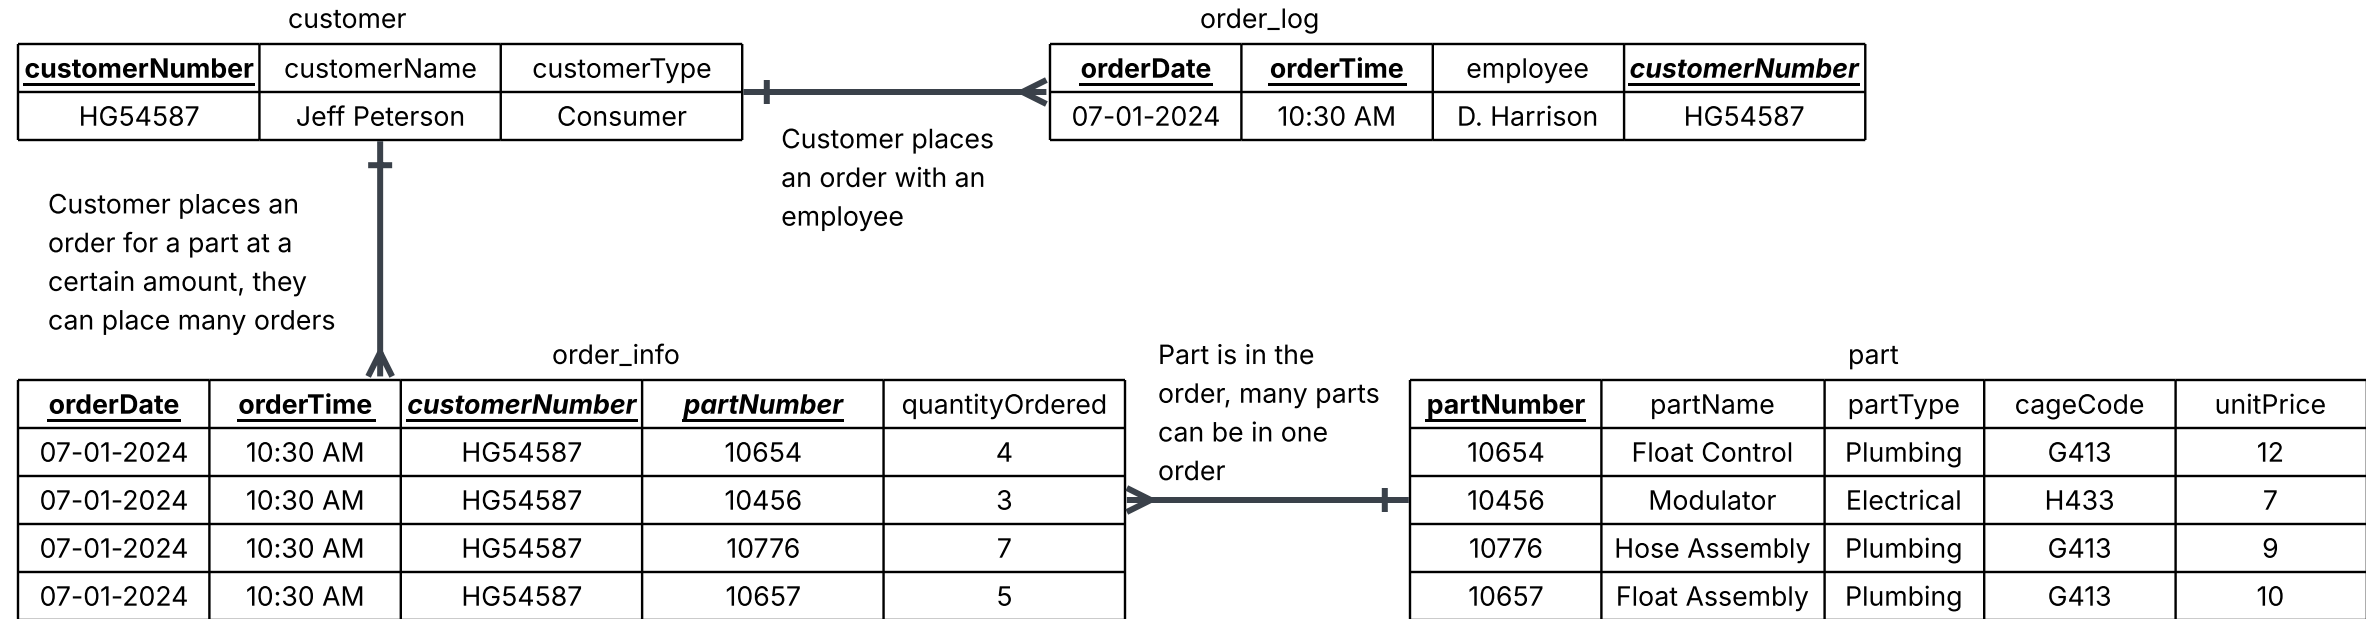 customer
order_log
customerNumber customerName customerType
HG54587 Jeff Peterson Consumer
orderDate orderTime employee customerNumber
07-01-2024 10:30 AM D. Harrison HG54587
Customer places
an order with an
employee
Customer places an
order for a part at a
certain amount, they
can place many orders
order_info
orderDate orderTime customerNumber partNumber quantityOrdered
07-01-2024 10:30 AM HG54587 10654 4
07-01-2024 10:30 AM HG54587 10456 3
07-01-2024 10:30 AM HG54587 10776 7
07-01-2024 10:30 AM HG54587 10657 5
Part is in the
order, many parts
can be in one
order
part
partNumber partName partType cageCode unitPrice
10654 Float Control Plumbing G413 12
10456 Modulator Electrical H433 7
10776 Hose Assembly Plumbing G413 9
10657 Float Assembly Plumbing G413 10